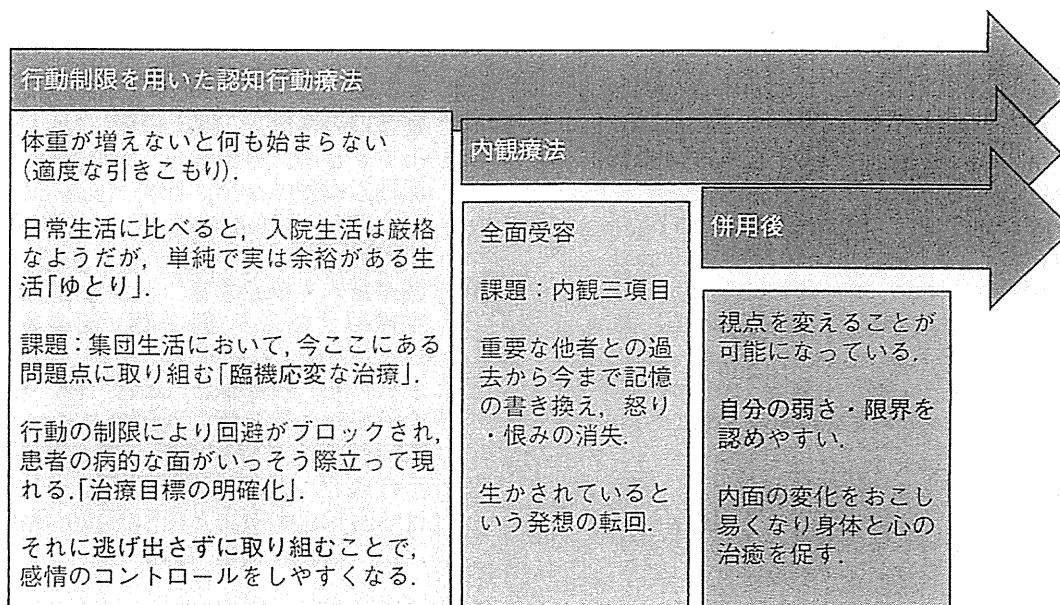 行動制限を用いた認知行動療法
体重が増えないと何も始まらない
(適度な引きこもり).
日常生活に比べると，入院生活は厳格
なようだが，単純で実は余裕がある生
活「ゆとり」.
課題：集団生活において,今ここにある
問題点に取り組む「臨機応変な治療」.
行動の制限により回避がブロックされ,
患者の病的な面がいっそう際立って現
れる.「治療目標の明確化」.
それに逃げ出さずに取り組むことで,
感情のコントロールをしやすくなる.
内観療法
全面受容
課題：内観三項目
重要な他者との過
去から今まで記憶
の書き換え，怒り
・恨みの消失.
生かされていると
いう発想の転回.
併用後
視点を変えることが
可能になっている.
自分の弱さ・限界を
認めやすい.
内面の変化をおこし
易くなり身体と心の
治癒を促す.